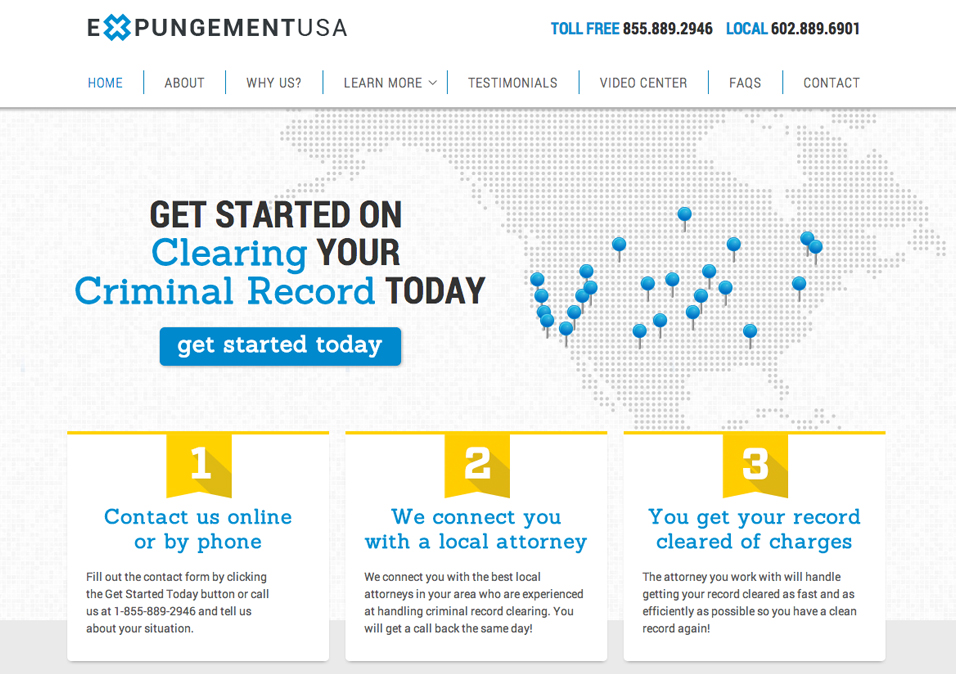 EXPUNGEMENTUSA
TOLL FREE 855.889.2946 LOCAL 602.889.6901
HOME ABOUT WHY US? LEARN MORE TESTIMONIALS VIDEO CENTER FAQS CONTACT
GET STARTED ON
Clearing YOUR
Criminal Record TODAY
get started today
1
Contact us online
or by phone
Fill out the contact form by clicking
the Get Started Today button or call
us at 1-855-889-2946 and tell us
about your situation.
2
We connect you
with a local attorney
We connect you with the best local
attorneys in your area who are experienced
at handling criminal record clearing. You
will get a call back the same day!
3
You get your record
cleared of charges
The attorney you work with will handle
getting your record cleared as fast and as
efficiently as possible so you have a clean
record again!